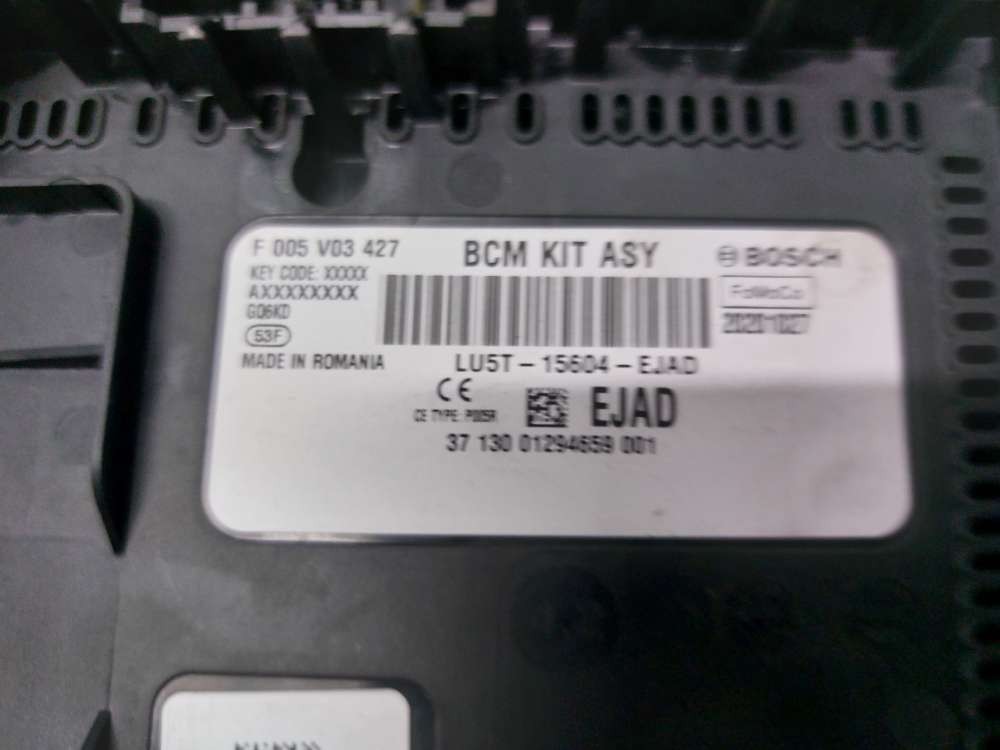 F 005 V03 427
BCM KIT ASY
BOSCH
KEY CODE: XXXXX
AXXXXXXXX
G06KD
53F
FoMoCo
20201027
MADE IN ROMANIA
LU5T-15604-EJAD
CE
CE TYPE: P005R
EJAD
37 130 01294659 001